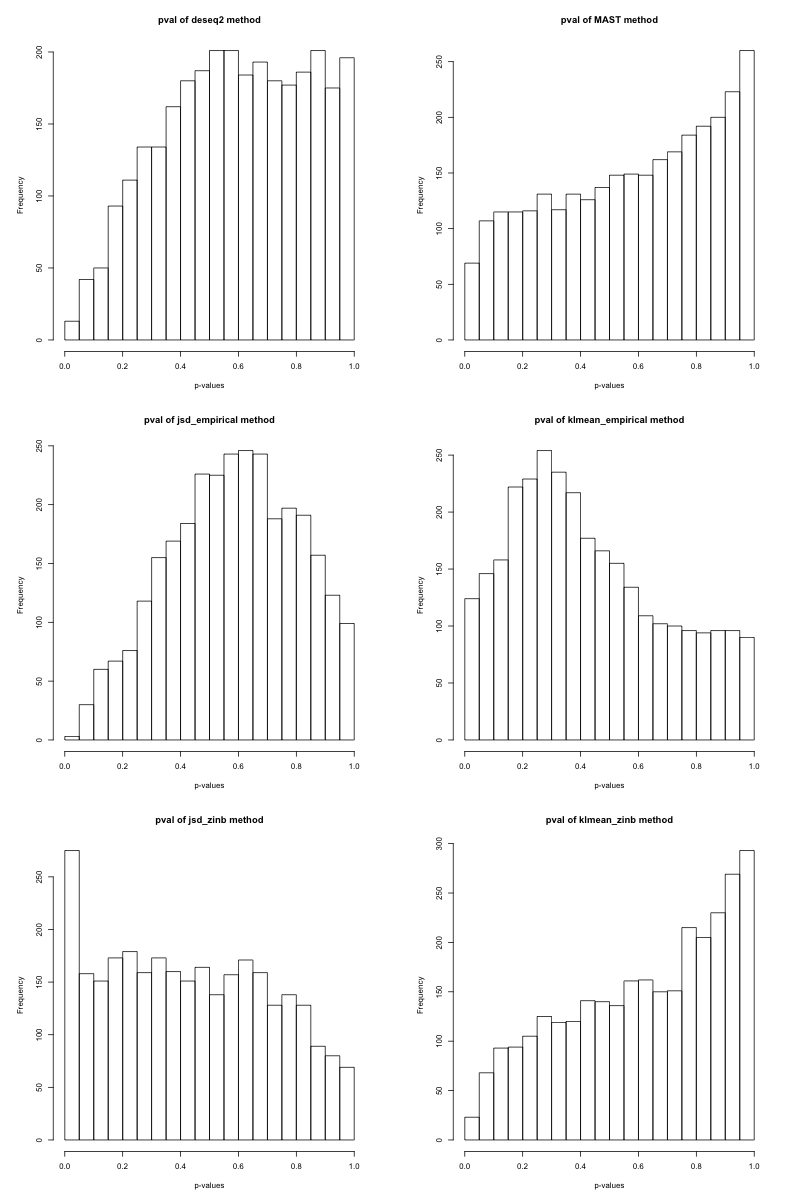 pval of deseq2 method
Frequency
0 50 100 150 200
0.0 0.2 0.4 0.6 0.8 1.0
p-values
pval of MAST method
Frequency
0 50 100 150 200 250
0.0 0.2 0.4 0.6 0.8 1.0
p-values
pval of jsd_empirical method
Frequency
0 50 100 150 200 250
0.0 0.2 0.4 0.6 0.8 1.0
p-values
pval of klmean_empirical method
Frequency
0 50 100 150 200 250
0.0 0.2 0.4 0.6 0.8 1.0
p-values
pval of jsd_zinb method
Frequency
0 50 100 150 200 250
0.0 0.2 0.4 0.6 0.8 1.0
p-values
pval of klmean_zinb method
Frequency
0 50 100 150 200 250 300
0.0 0.2 0.4 0.6 0.8 1.0
p-values